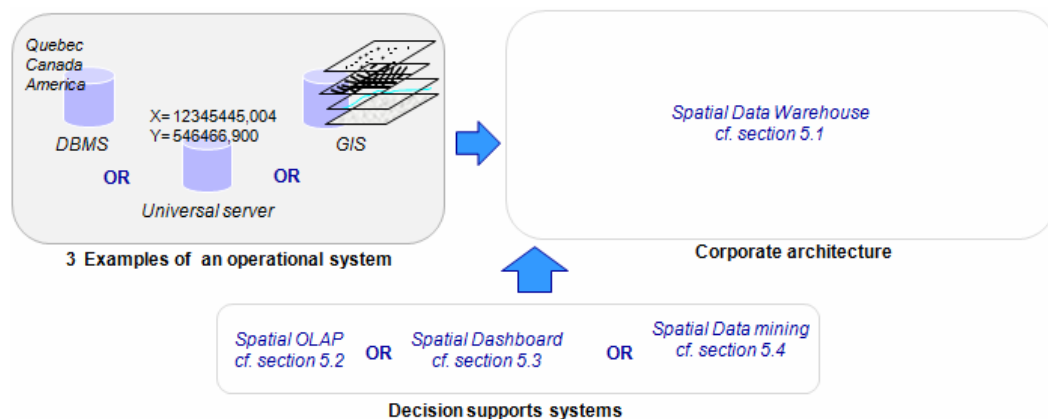 Quebec
Canada
America
X= 12345445,004
Y= 546466,900
DBMS
GIS
OR
OR
Universal server
3 Examples of an operational system
Spatial Data Warehouse
cf. section 5.1
Corporate architecture
Spatial OLAP
cf. section 5.2
OR
Spatial Dashboard
cf. section 5.3
OR
Spatial Data mining
cf. section 5.4
Decision supports systems